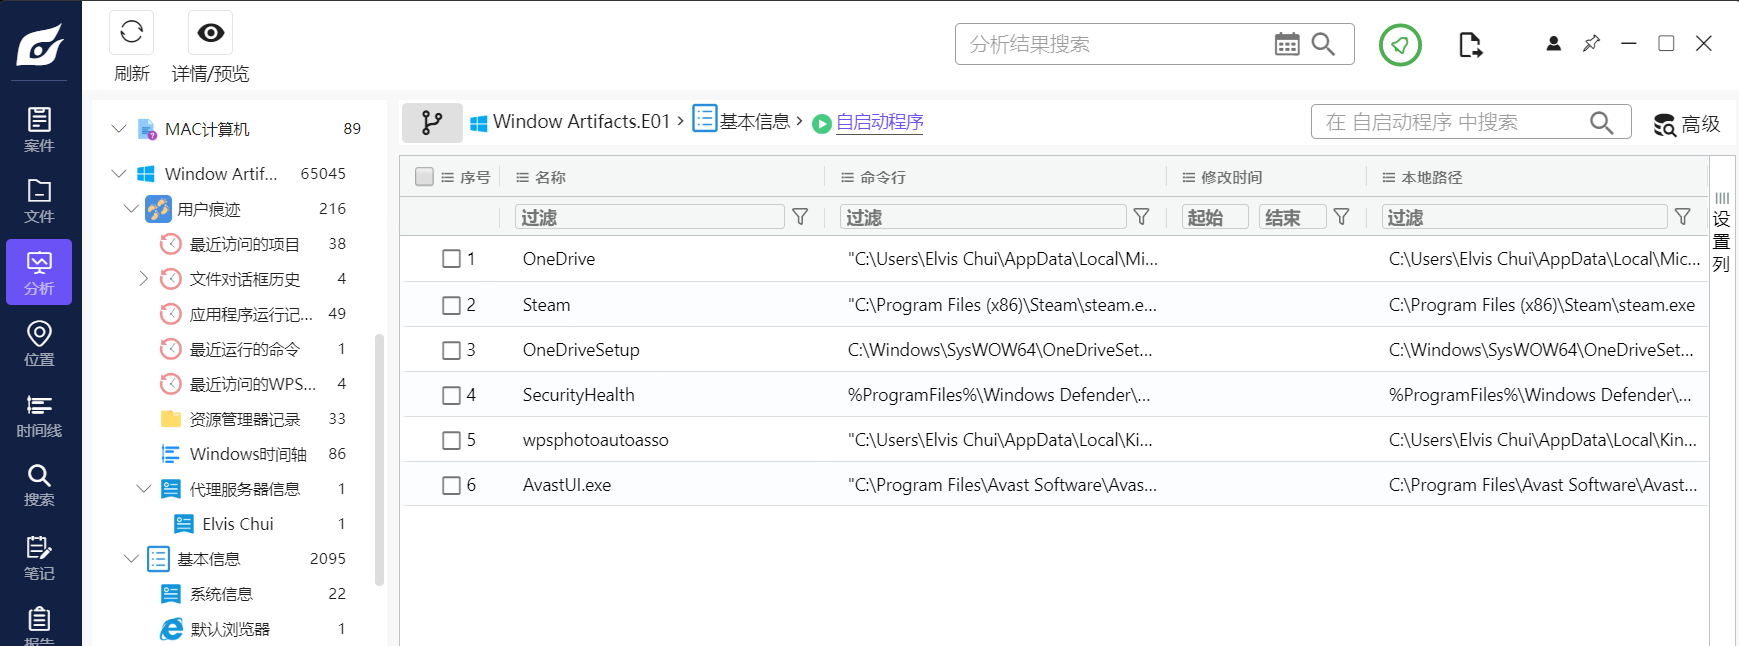 刷新
详情/预览
分析结果搜索
案件
文件
分析
位置
时间线
搜索
笔记
报告
MAC计算机 89
Window Artif... 65045
用户痕迹 216
最近访问的项目 38
文件对话框历史 4
应用程序运行记... 49
最近运行的命令 1
最近访问的WPS... 4
资源管理器记录 33
Windows时间轴 86
代理服务器信息 1
Elvis Chui 1
基本信息 2095
系统信息 22
默认浏览器 1
Window Artifacts.E01 › 基本信息 › 自启动程序
在 自启动程序 中搜索
高级
序号 名称 命令行 修改时间 本地路径
过滤 过滤 起始 结束 过滤
1 OneDrive "C:\Users\Elvis Chui\AppData\Local\Mi... C:\Users\Elvis Chui\AppData\Local\Mic...
2 Steam "C:\Program Files (x86)\Steam\steam.e... C:\Program Files (x86)\Steam\steam.exe
3 OneDriveSetup C:\Windows\SysWOW64\OneDriveSet... C:\Windows\SysWOW64\OneDriveSet...
4 SecurityHealth %ProgramFiles%\Windows Defender\... %ProgramFiles%\Windows Defender\...
5 wpsphotoautoasso "C:\Users\Elvis Chui\AppData\Local\Ki... C:\Users\Elvis Chui\AppData\Local\Kin...
6 AvastUI.exe "C:\Program Files\Avast Software\Avas... C:\Program Files\Avast Software\Avast...
设置列